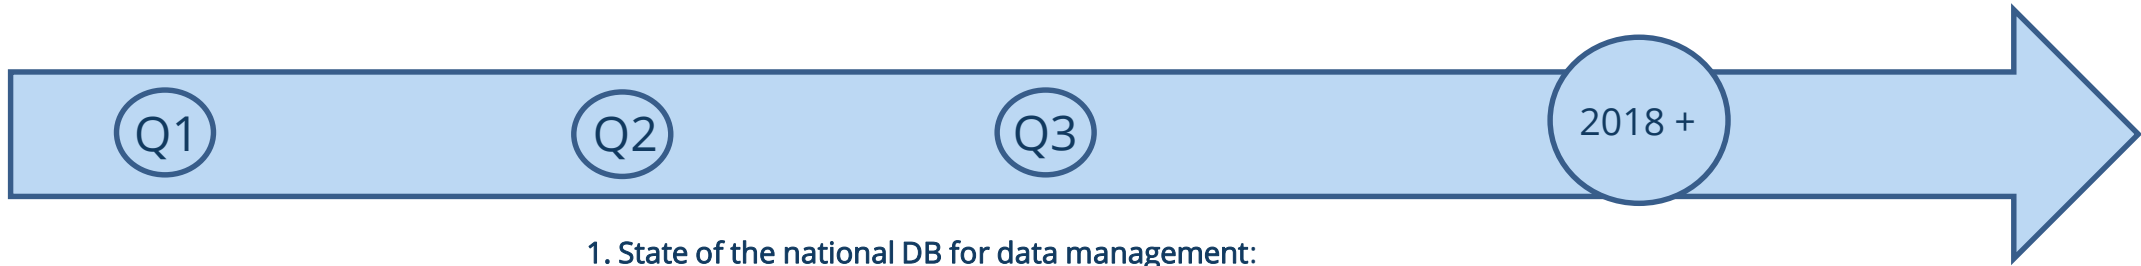 Q1 Q2 Q3 2018 +
1. State of the national DB for data management: